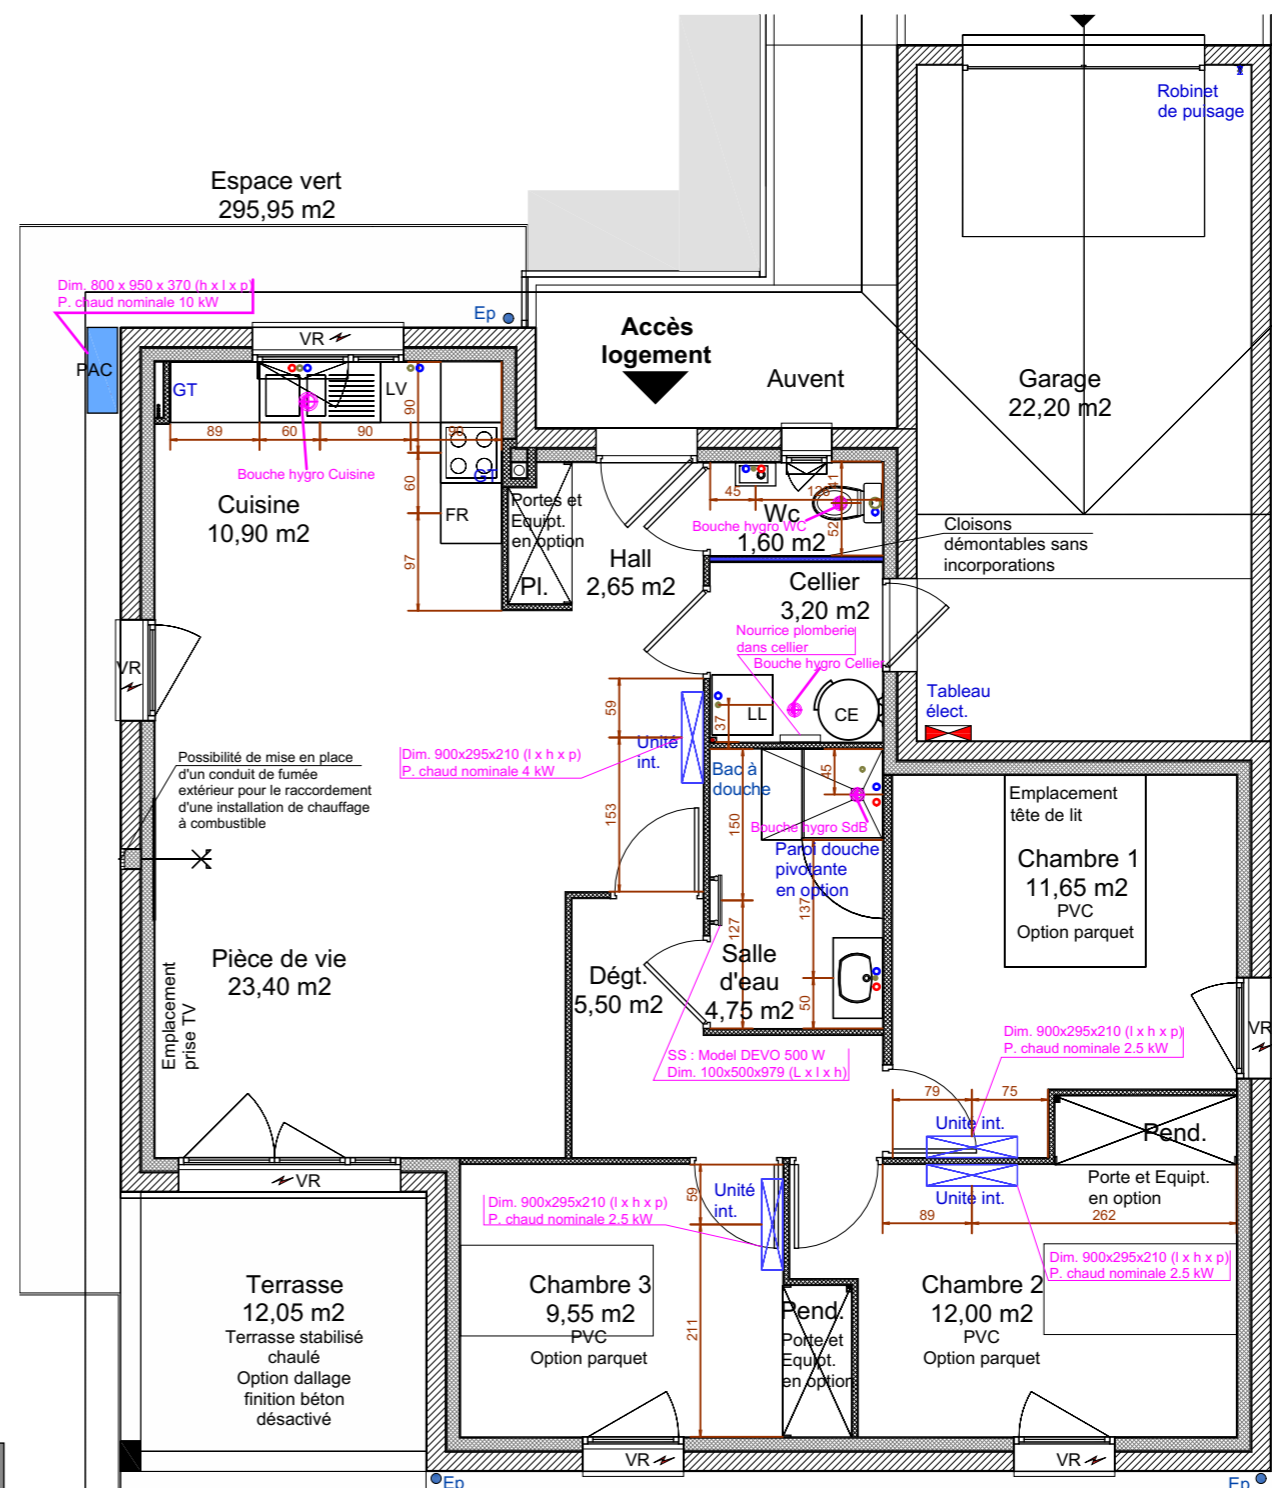 Robinet
de puisage
Espace vert
295,95 m2
Dim. 800 x 950 x 370 (h x l x p)
P. chaud nominale 10 kW
Ep
Accès
logement
VR
PAC
GT
LV
Auvent
Garage
22,20 m2
90
89
60
90
90
Bouche hygro Cuisine
GT
Cuisine
10,90 m2
60
FR
97
Portes et
Equipt.
en option
Pl.
Hall
2,65 m2
45
41
Wc
Bouche hygro WC
52
1,60 m2
Cloisons
démontables sans
incorporations
Cellier
3,20 m2
Nourrice plomberie
dans cellier
Bouche hygro Cellier
VR
59
LL
37
CE
Tableau
élect.
Unité
int.
Dim. 900x295x210 (l x h x p)
P. chaud nominale 4 kW
Possibilité de mise en place
d'un conduit de fumée
extérieur pour le raccordement
d'une installation de chauffage
à combustible
153
Bac à
douche
45
150
Bouche hygro SdB
Paroi douche
pivotante
en option
137
127
Emplacement
tête de lit
Chambre 1
11,65 m2
PVC
Option parquet
Pièce de vie
23,40 m2
Emplacement
prise TV
Dégt.
5,50 m2
Salle
d'eau
4,75 m2
50
SS : Model DEVO 500 W
Dim. 100x500x979 (L x l x h)
Dim. 900x295x210 (l x h x p)
P. chaud nominale 2.5 kW
VR
79
75
Unité int.
Pend.
VR
Unité int.
Porte et Equipt.
en option
89
262
Dim. 900x295x210 (l x h x p)
P. chaud nominale 2.5 kW
59
Unité
int.
Dim. 900x295x210 (l x h x p)
P. chaud nominale 2.5 kW
Terrasse
12,05 m2
Terrasse stabilisé
chaulé
Option dallage
finition béton
désactivé
Chambre 3
9,55 m2
PVC
Option parquet
211
Pend.
Porte et
Equipt.
en option
Chambre 2
12,00 m2
PVC
Option parquet
VR
VR
Ep
Ep